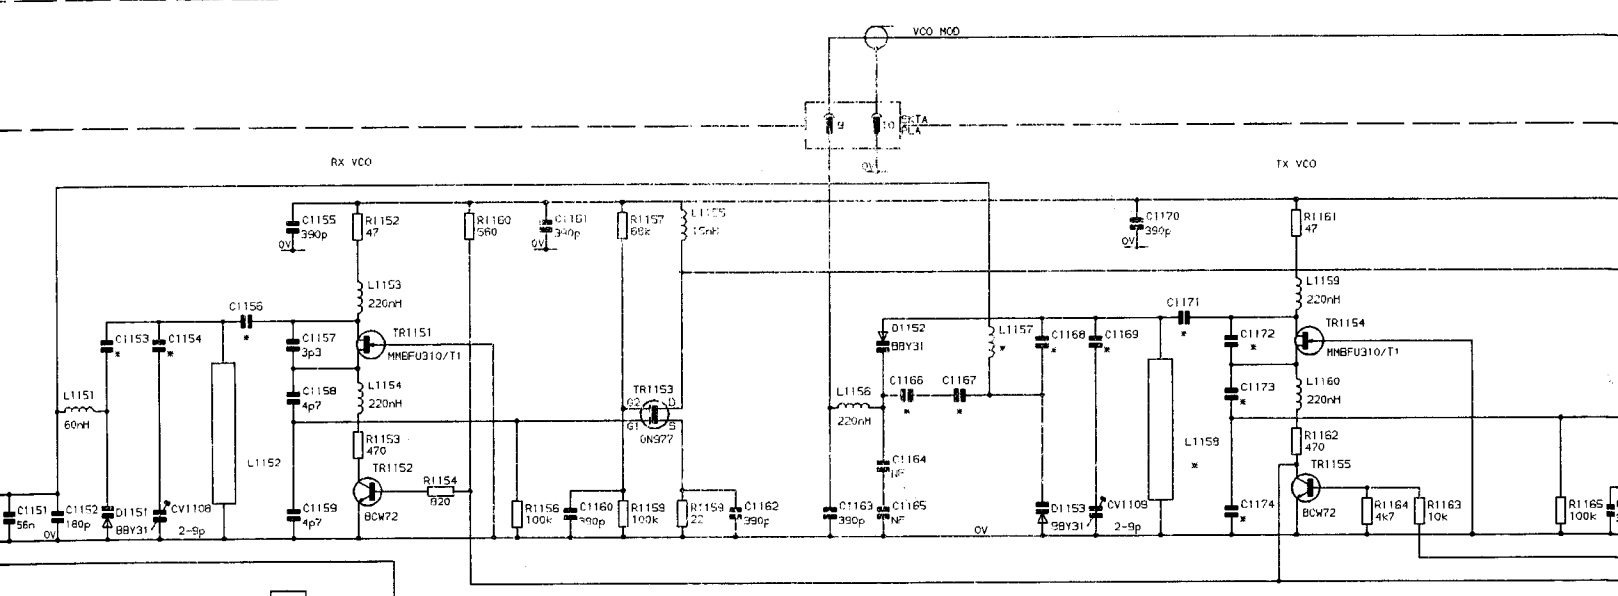 VCO MOD
9
10
SKTA
PLA
0V
RX VCO
TX VCO
C1155
390p
0V
R1152
47
R1160
560
C1161
390p
0V
R1157
68k
L1155
15nH
C1170
390p
0V
R1161
47
L1153
220nH
L1159
220nH
C1156
*
C1171
*
C1153
*
C1154
*
C1157
3p3
TR1151
MMBFU310/T1
D1152
BBY31
L1157
*
C1168
*
C1169
*
C1172
*
TR1154
MMBFU310/T1
L1151
60nH
C1158
4p7
L1154
220nH
TR1153
G2
D
G1
S
ON977
L1156
220nH
C1166
*
C1167
*
C1173
*
L1160
220nH
L1152
R1153
470
TR1152
BCW72
R1154
820
C1164
NF
L1158
*
R1162
470
TR1155
BCW72
C1151
56n
C1152
180p
0V
D1151
BBY31
CV1108
2-9p
C1159
4p7
R1156
100k
C1160
390p
R1158
100k
R1159
22
C1162
390p
C1163
390p
C1165
NF
0V
D1153
BBY31
CV1109
2-9p
C1174
*
R1164
4k7
R1163
10k
R1165
100k